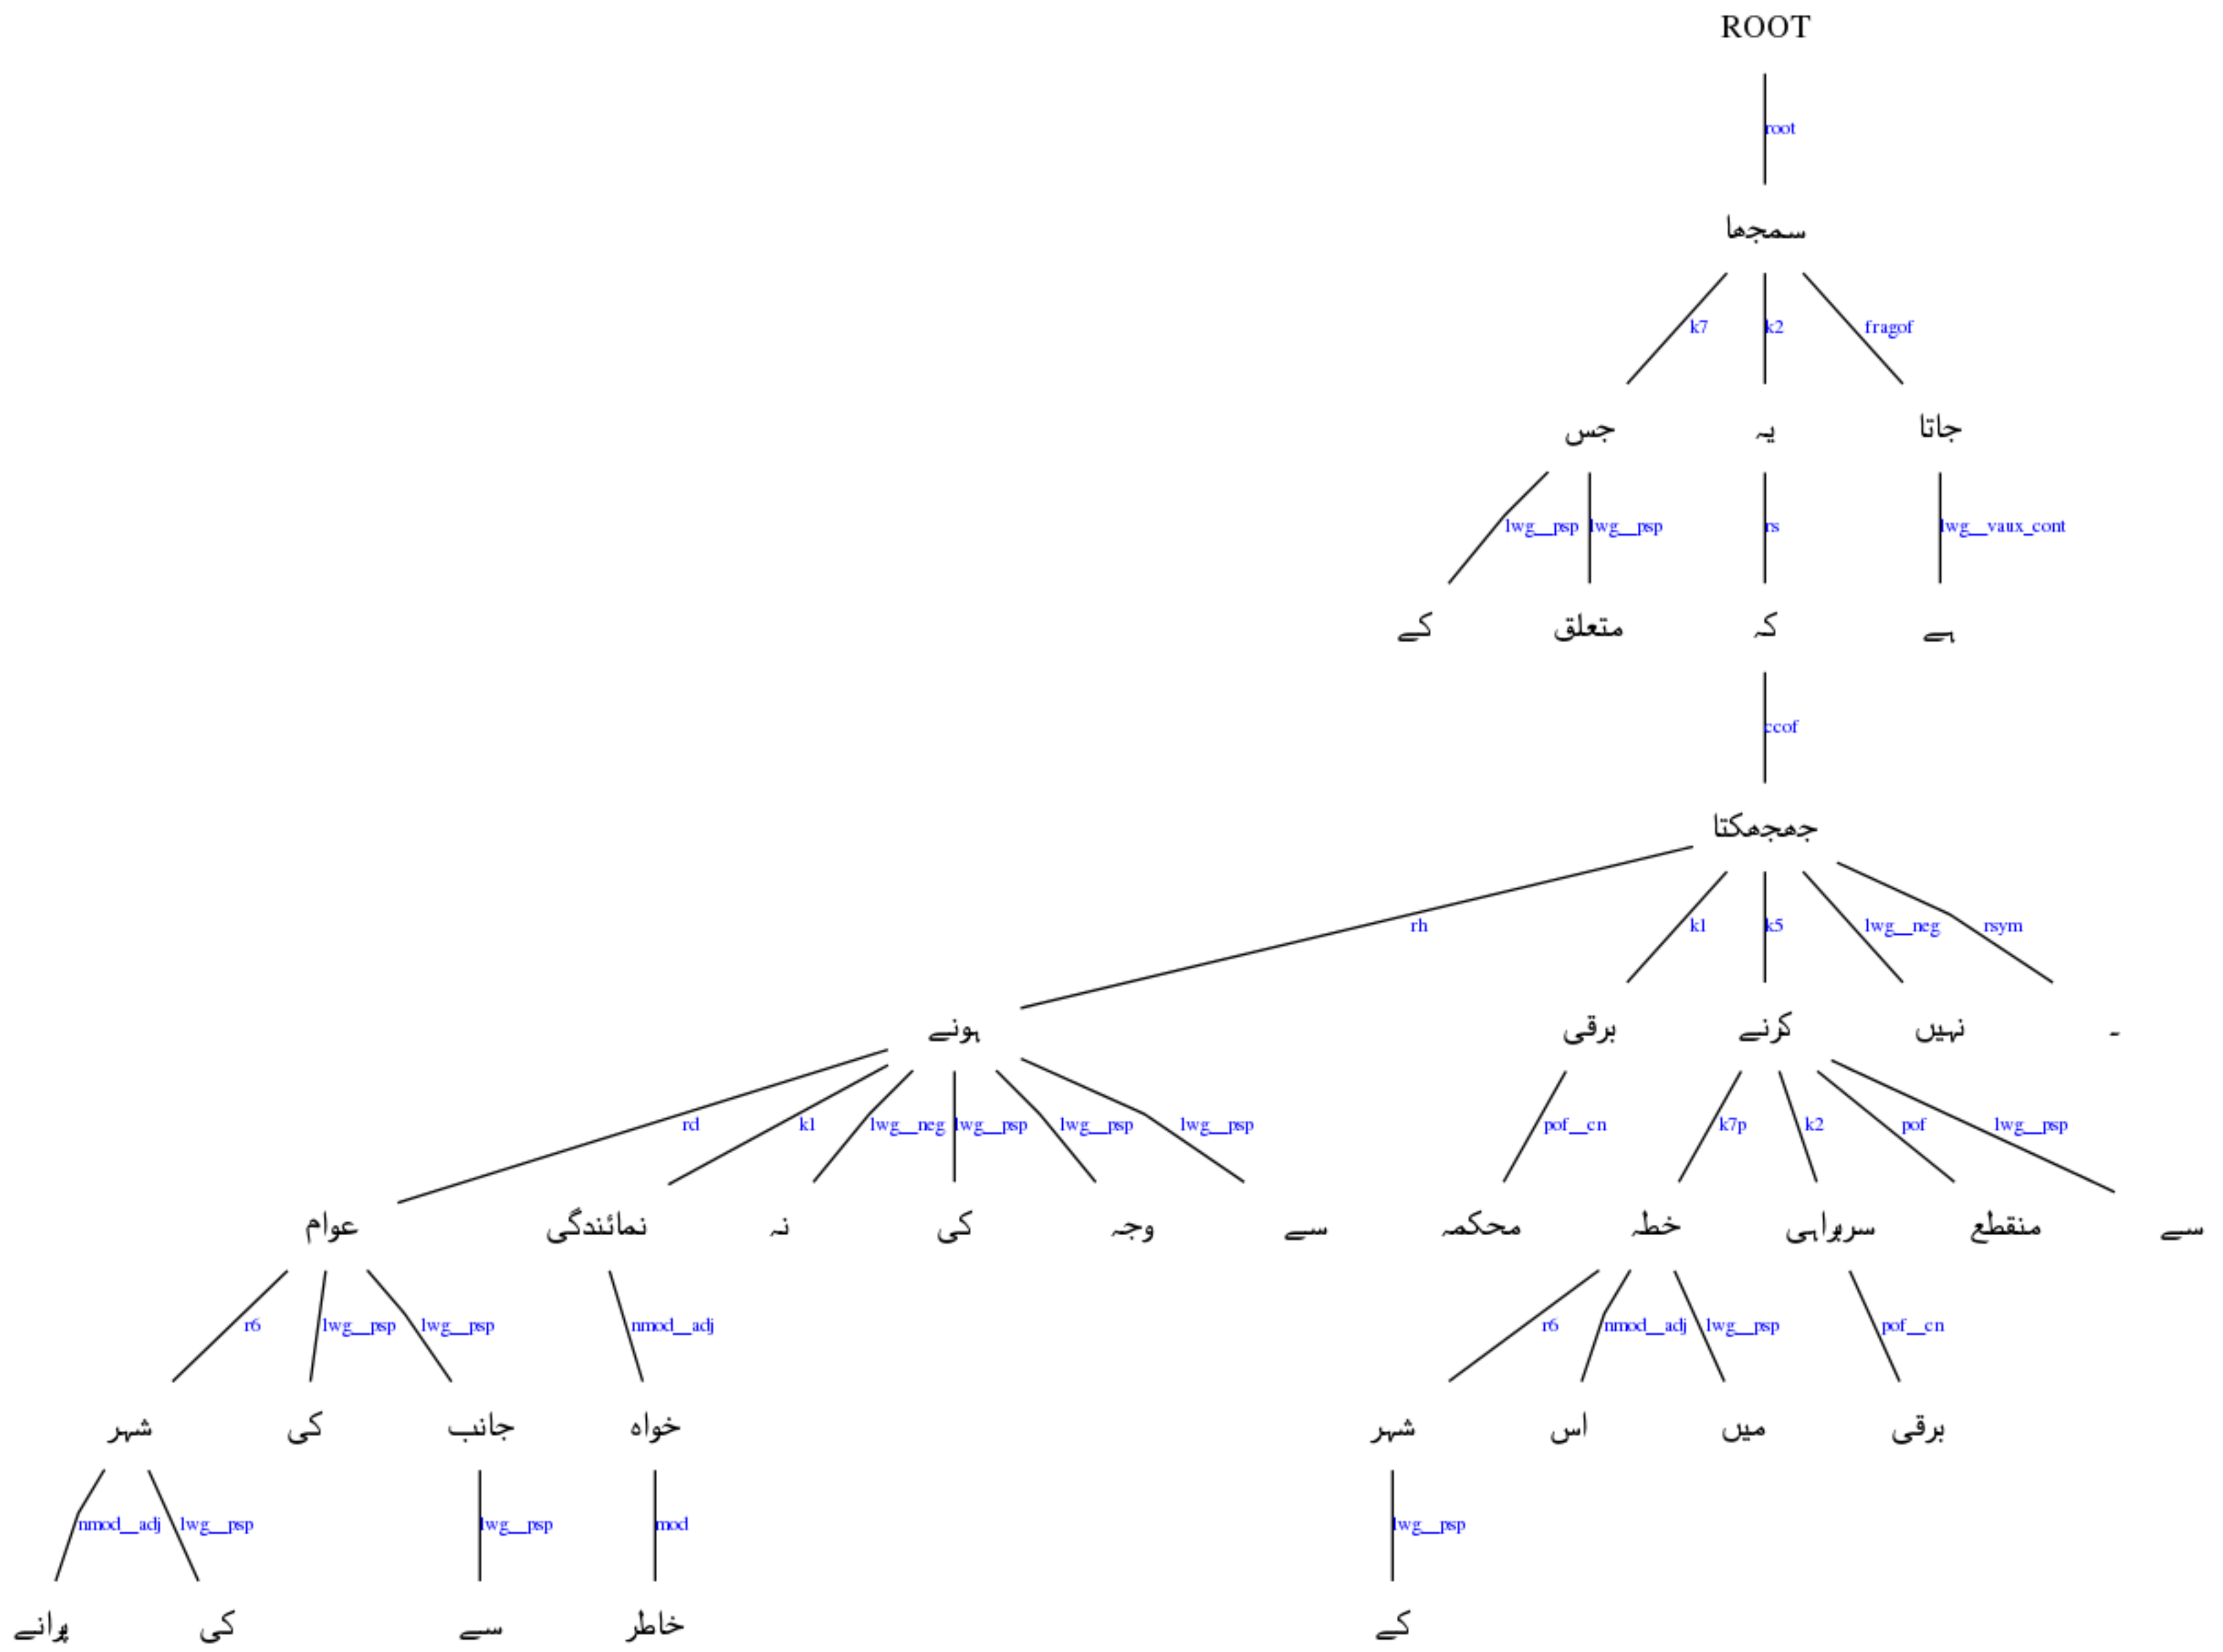 ROOT
root
سمجھا
k7 k2 fragof
جس یہ جاتا
lwg__psp lwg__psp rs lwg__vaux_cont
کے متعلق کہ ہے
ccof
جھجھکتا
rh k1 k5 lwg__neg rsym
ہونے برقی کرنے نہیں ۔
rd k1 lwg__neg lwg__psp lwg__psp lwg__psp pof__cn k7p k2 pof lwg__psp
عوام نمائندگی نہ کی وجہ سے محکمہ خطہ سربراہی منقطع سے
r6 lwg__psp lwg__psp nmod__adj r6 nmod__adj lwg__psp pof__cn
شہر کی جانب خواہ شہر اس میں برقی
nmod__adj lwg__psp lwg__psp mod lwg__psp
پرانے کی سے خاطر کے